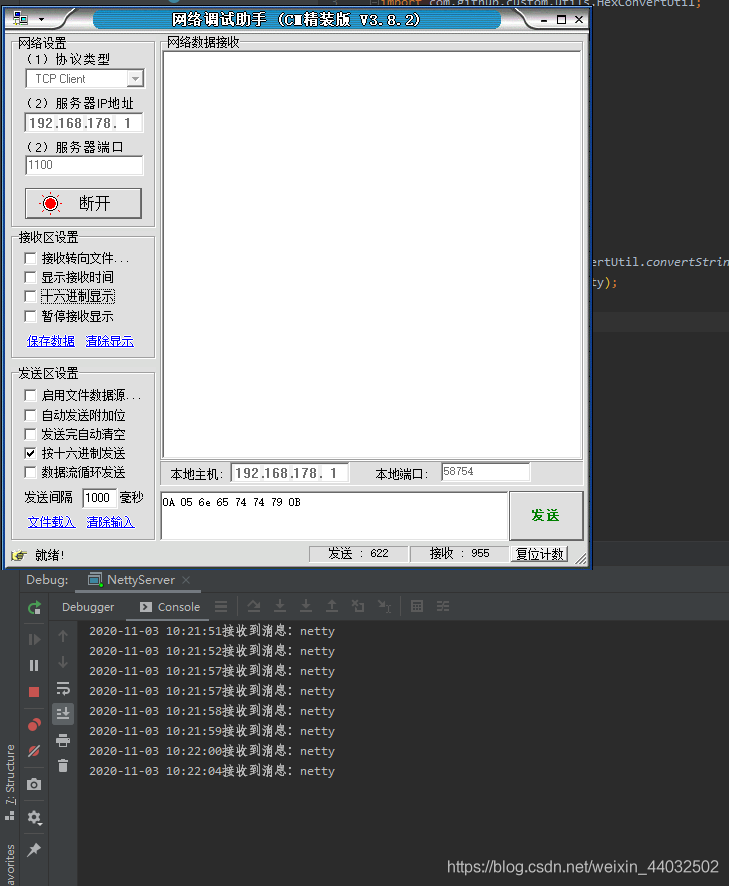 网络调试助手 (CM精装版 V3.8.2)
import com.github.custom.utils.HexConvertUtil;
网络设置
网络数据接收
(1) 协议类型
TCP Client
(2) 服务器IP地址
192.168.178. 1
(2) 服务器端口
1100
断开
接收区设置
接收转向文件...
显示接收时间
十六进制显示
暂停接收显示
保存数据 清除显示
ertUtil.convertStrin
ty);
发送区设置
启用文件数据源...
自动发送附加位
发送完自动清空
按十六进制发送
数据流循环发送
发送间隔 1000 毫秒
文件载入 清除输入
本地主机: 192.168.178. 1 本地端口: 58754
0A 05 6e 65 74 74 79 0B
发送
就绪! 发送 : 622 接收 : 955 复位计数
Debug: NettyServer
Debugger Console
2020-11-03 10:21:51接收到消息: netty
2020-11-03 10:21:52接收到消息: netty
2020-11-03 10:21:57接收到消息: netty
2020-11-03 10:21:57接收到消息: netty
2020-11-03 10:21:58接收到消息: netty
2020-11-03 10:21:59接收到消息: netty
2020-11-03 10:22:00接收到消息: netty
2020-11-03 10:22:04接收到消息: netty
7: Structure
avorites
https://blog.csdn.net/weixin_44032502